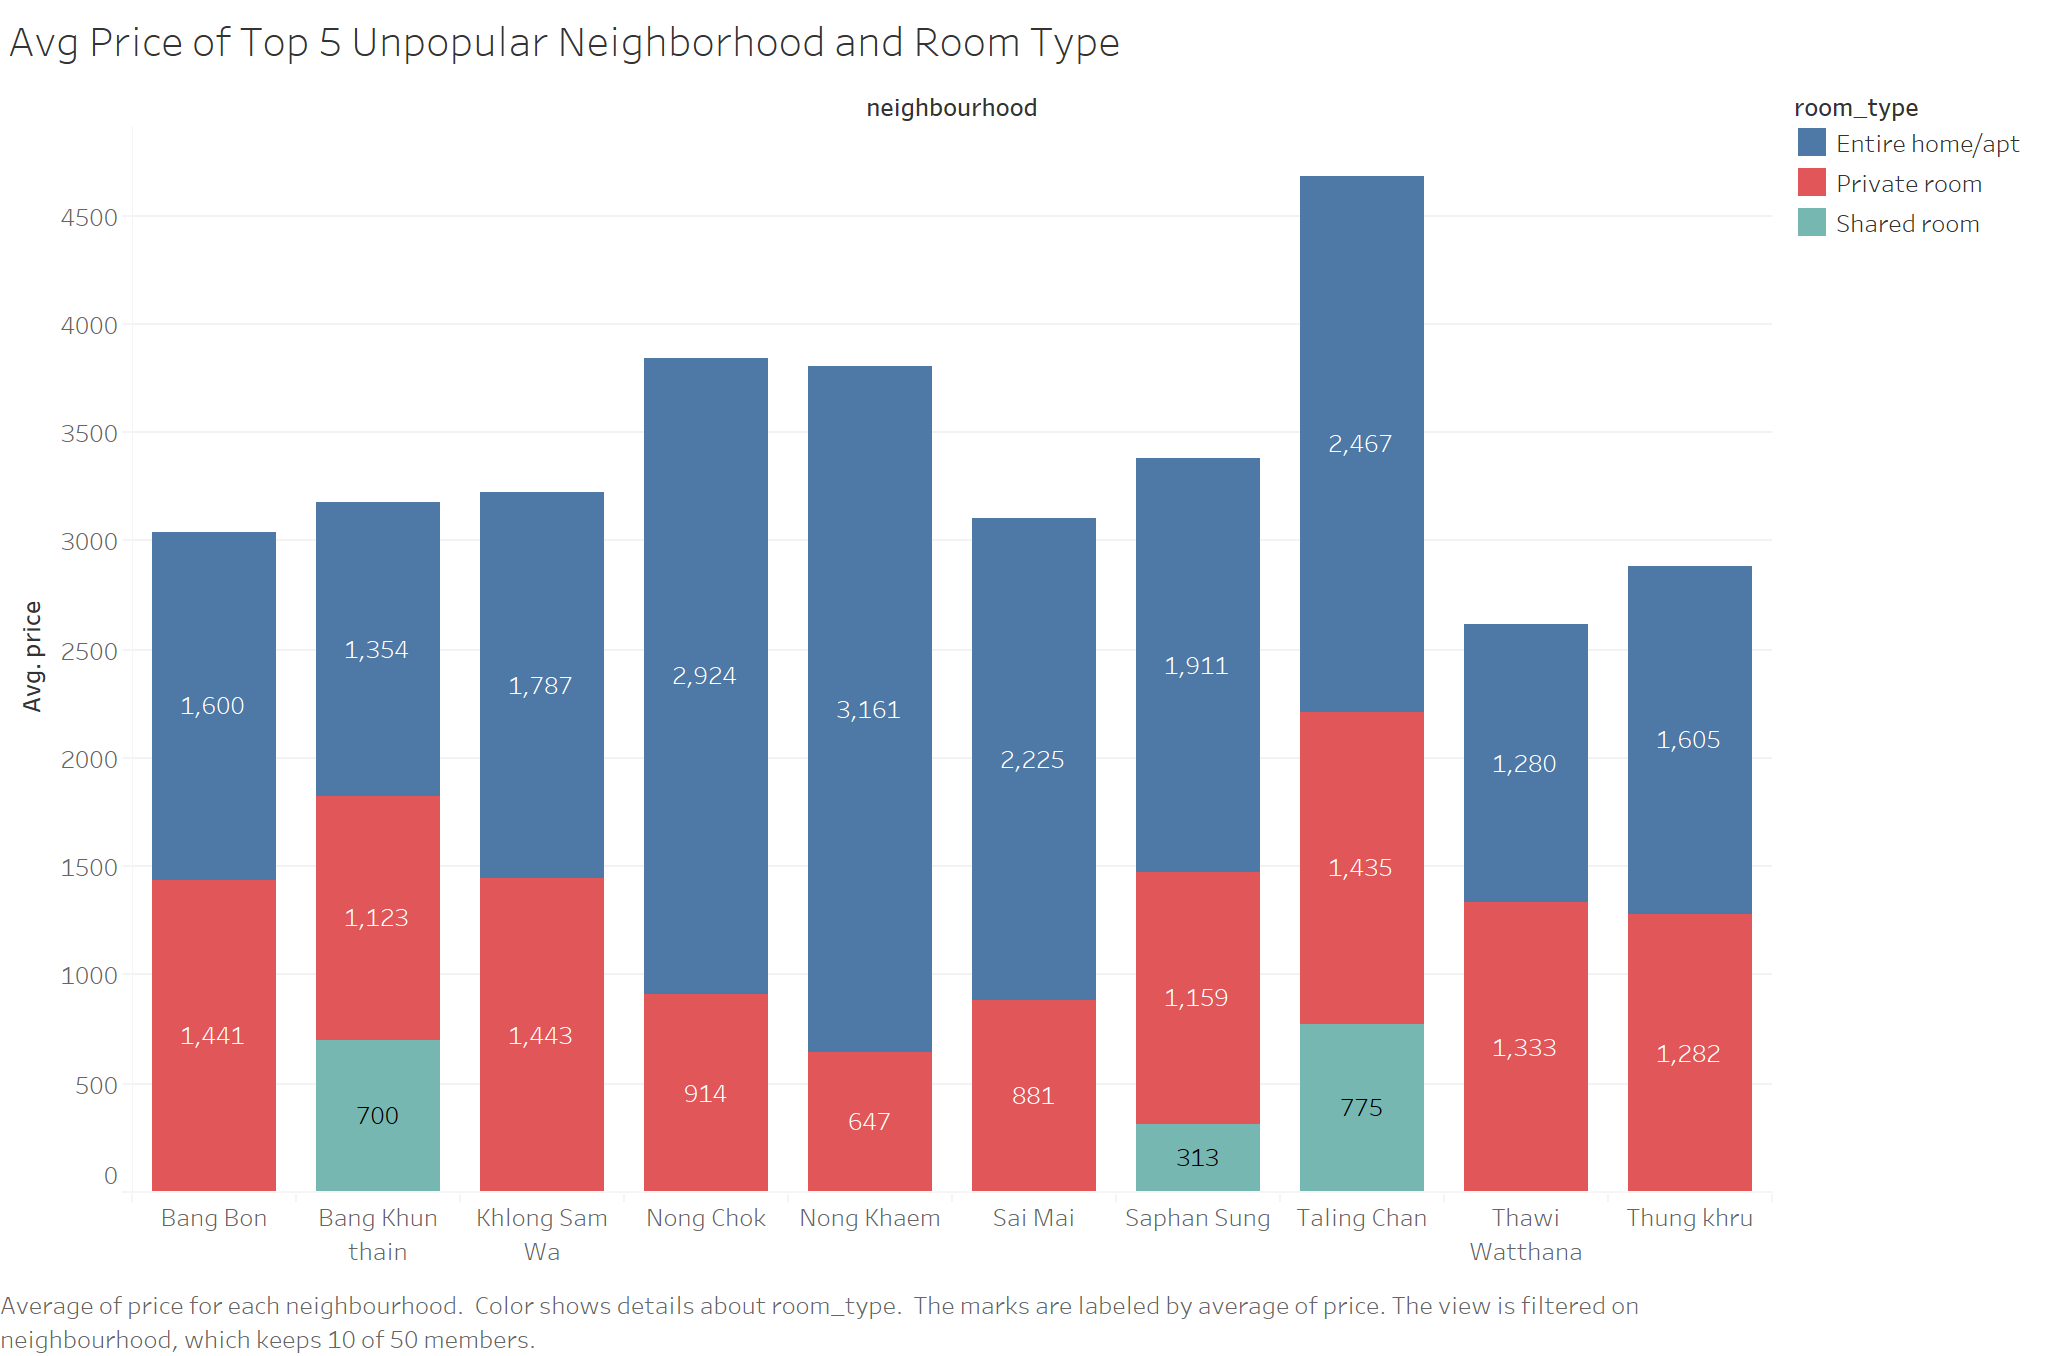 Avg Price of Top 5 Unpopular Neighborhood and Room Type
neighbourhood
room_type
Entire home/apt
Private room
Shared room
Avg. price
4500
4000
3500
3000
2500
2000
1500
1000
500
0
1,600
1,441
1,354
1,123
700
1,787
1,443
2,924
914
3,161
647
2,225
881
1,911
1,159
313
2,467
1,435
775
1,280
1,333
1,605
1,282
Bang Bon
Bang Khun
thain
Khlong Sam
Wa
Nong Chok
Nong Khaem
Sai Mai
Saphan Sung
Taling Chan
Thawi
Watthana
Thung khru
Average of price for each neighbourhood.  Color shows details about room_type.  The marks are labeled by average of price. The view is filtered on
neighbourhood, which keeps 10 of 50 members.